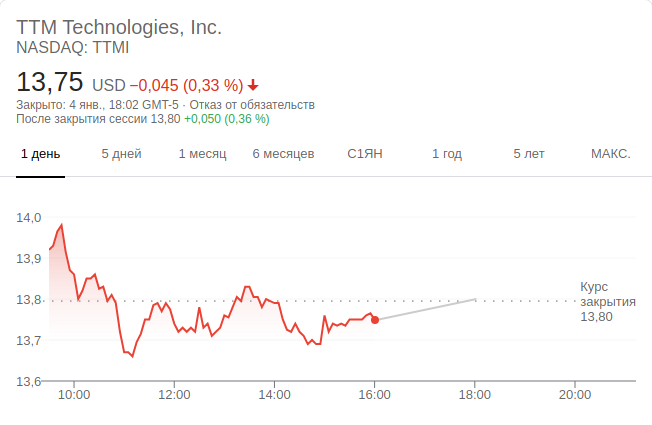 TTM Technologies, Inc.
NASDAQ: TTMI
13,75 USD −0,045 (0,33 %)
Закрыто: 4 янв., 18:02 GMT-5 · Отказ от обязательств
После закрытия сессии 13,80 +0,050 (0,36 %)
1 день 5 дней 1 месяц 6 месяцев С1ЯН 1 год 5 лет МАКС.
14,0
13,9
13,8
13,7
13,6
Курс
закрытия
13,80
10:00 12:00 14:00 16:00 18:00 20:00